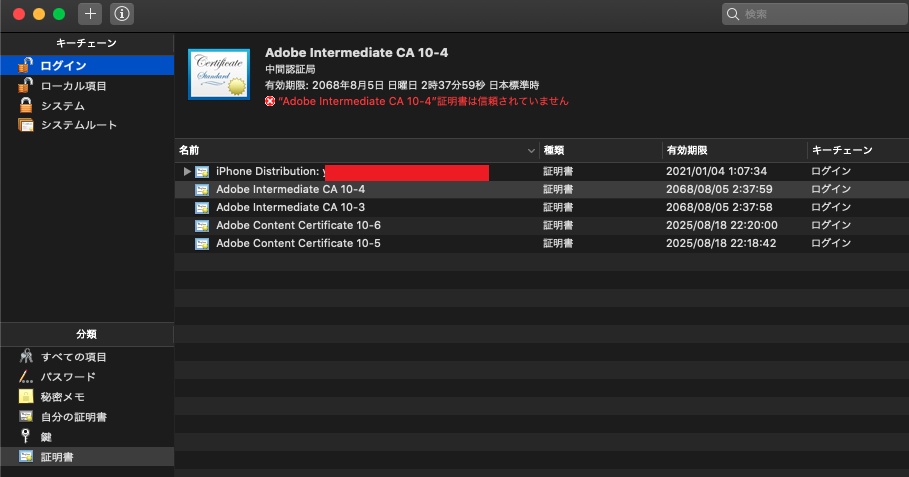 検索
キーチェーン
ログイン
ローカル項目
システム
システムルート
Certificate
Standard
Adobe Intermediate CA 10-4
中間認証局
有効期限: 2068年8月5日 日曜日 2時37分59秒 日本標準時
"Adobe Intermediate CA 10-4"証明書は信頼されていません
名前 種類 有効期限 キーチェーン
iPhone Distribution: 証明書 2021/01/04 1:07:34 ログイン
Adobe Intermediate CA 10-4 証明書 2068/08/05 2:37:59 ログイン
Adobe Intermediate CA 10-3 証明書 2068/08/05 2:37:58 ログイン
Adobe Content Certificate 10-6 証明書 2025/08/18 22:20:00 ログイン
Adobe Content Certificate 10-5 証明書 2025/08/18 22:18:42 ログイン
分類
すべての項目
パスワード
秘密メモ
自分の証明書
鍵
証明書